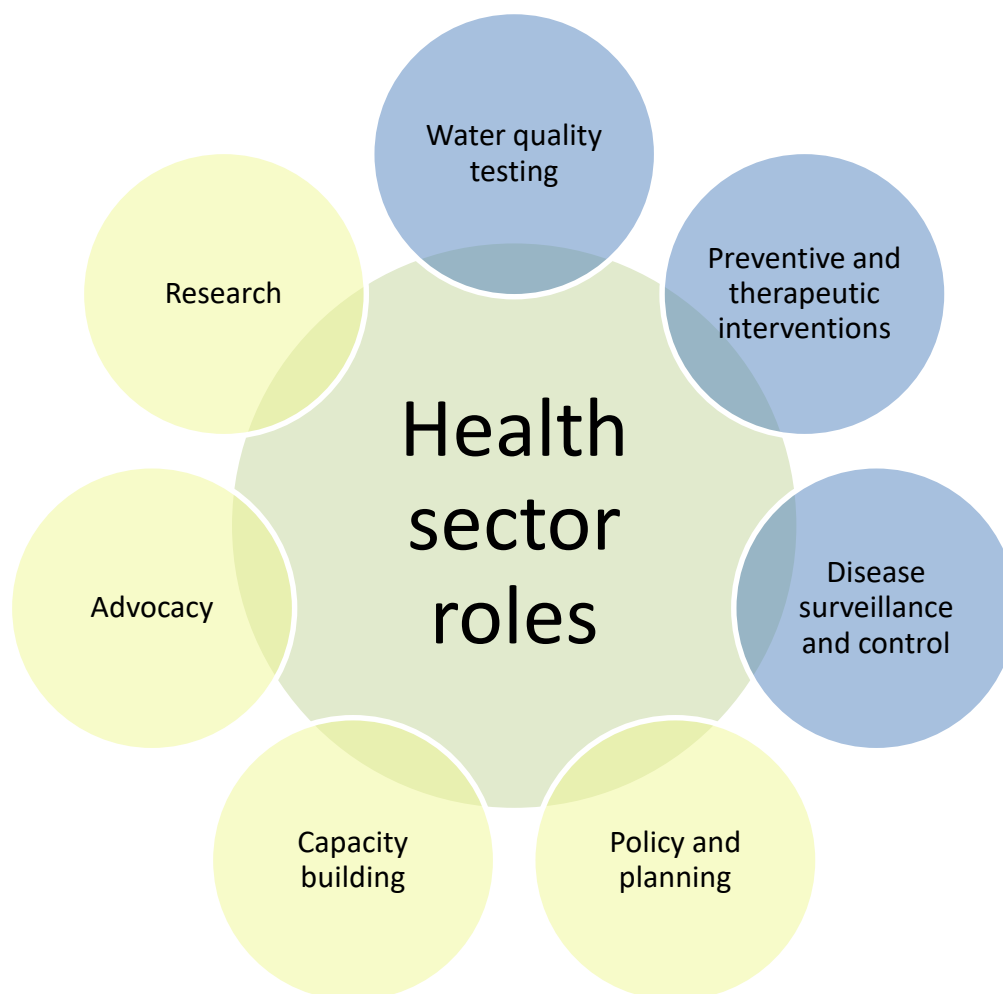 Water quality
testing
Preventive and
therapeutic
interventions
Disease
surveillance
and control
Policy and
planning
Capacity
building
Advocacy
Research
Health
sector
roles